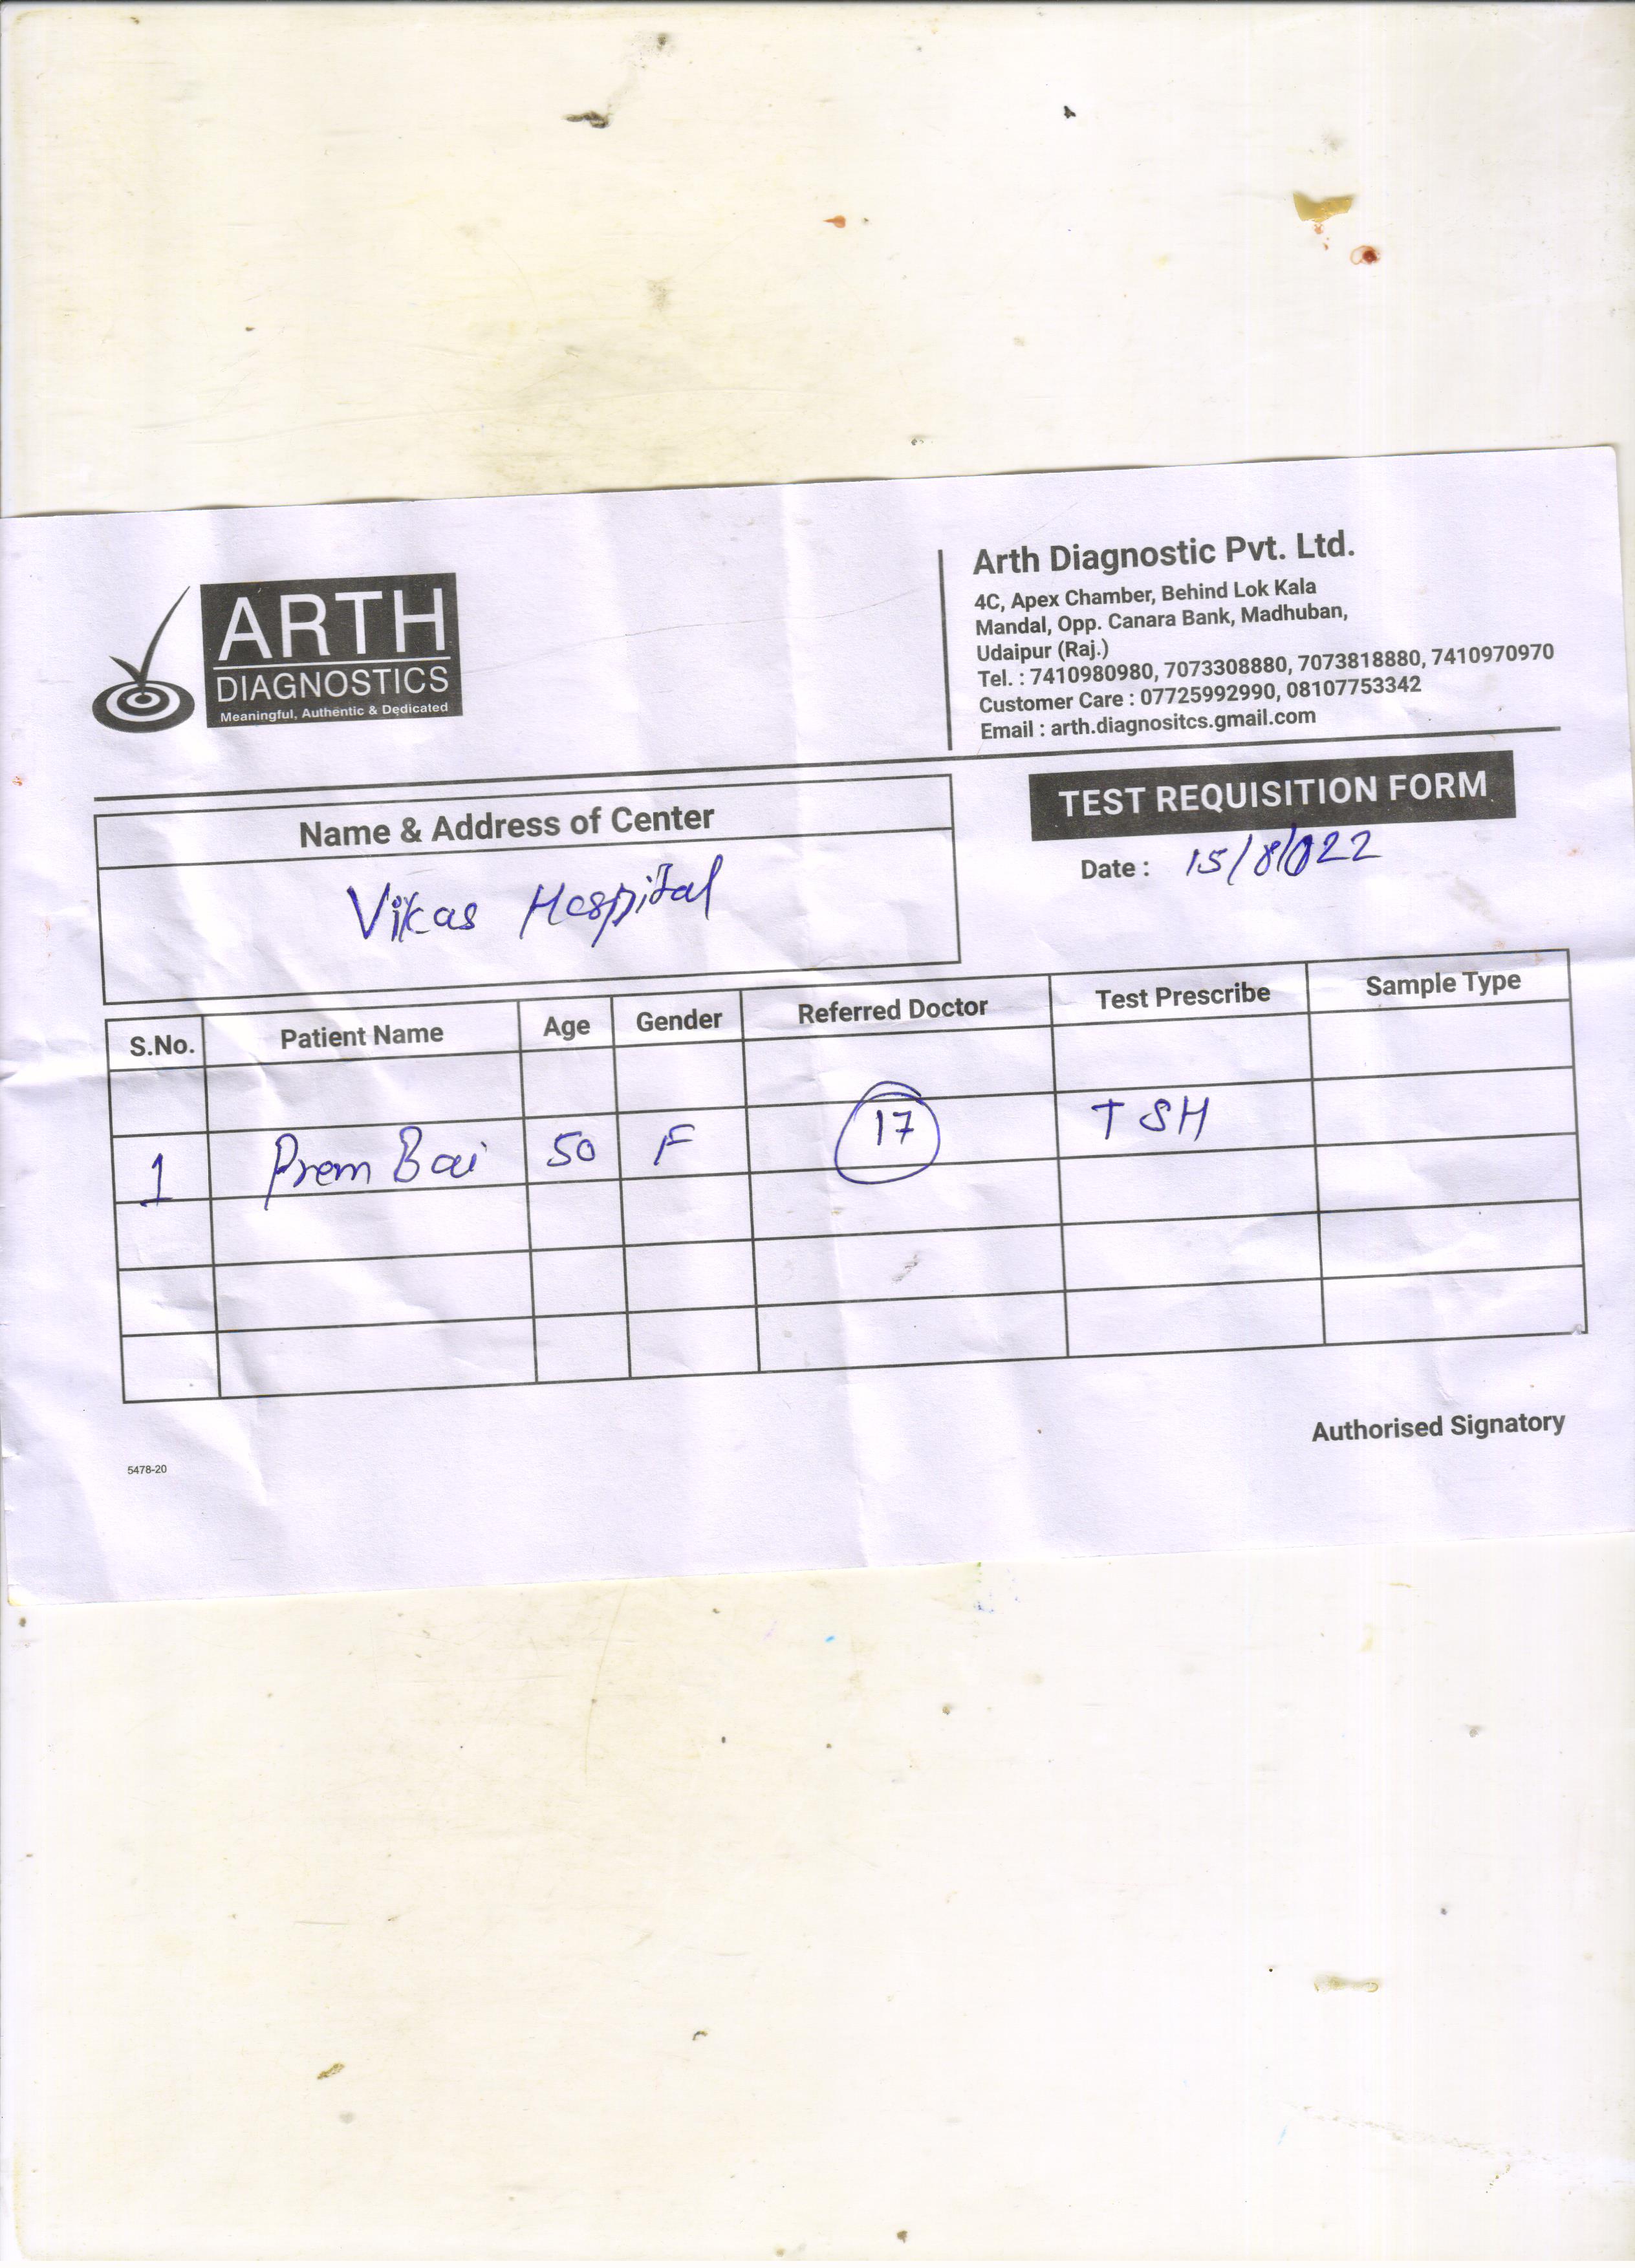 ARTH
DIAGNOSTICS
Meaningful, Authentic & Dedicated
Arth Diagnostic Pvt. Ltd.
4C, Apex Chamber, Behind Lok Kala
Mandal, Opp. Canara Bank, Madhuban,
Udaipur (Raj.)
Tel. : 7410980980, 7073308880, 7073818880, 7410970970
Customer Care : 07725992990, 08107753342
Email : arth.diagnositcs.gmail.com
Name & Address of Center
Vikas Hospital
TEST REQUISITION FORM
Date : 15/8/022
S.No. Patient Name Age Gender Referred Doctor Test Prescribe Sample Type
1 Prem Bai 50 F 17 TSH
Authorised Signatory
5478-20